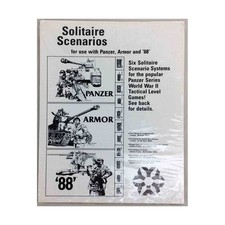 Solitaire
Scenarios
for use with Panzer, Armor and '88'
PANZER
ARMOR
'88'
Six Solitaire
Scenario Systems
for the popular
Panzer Series
World War II
Tactical Level
Games!
See back
for details.